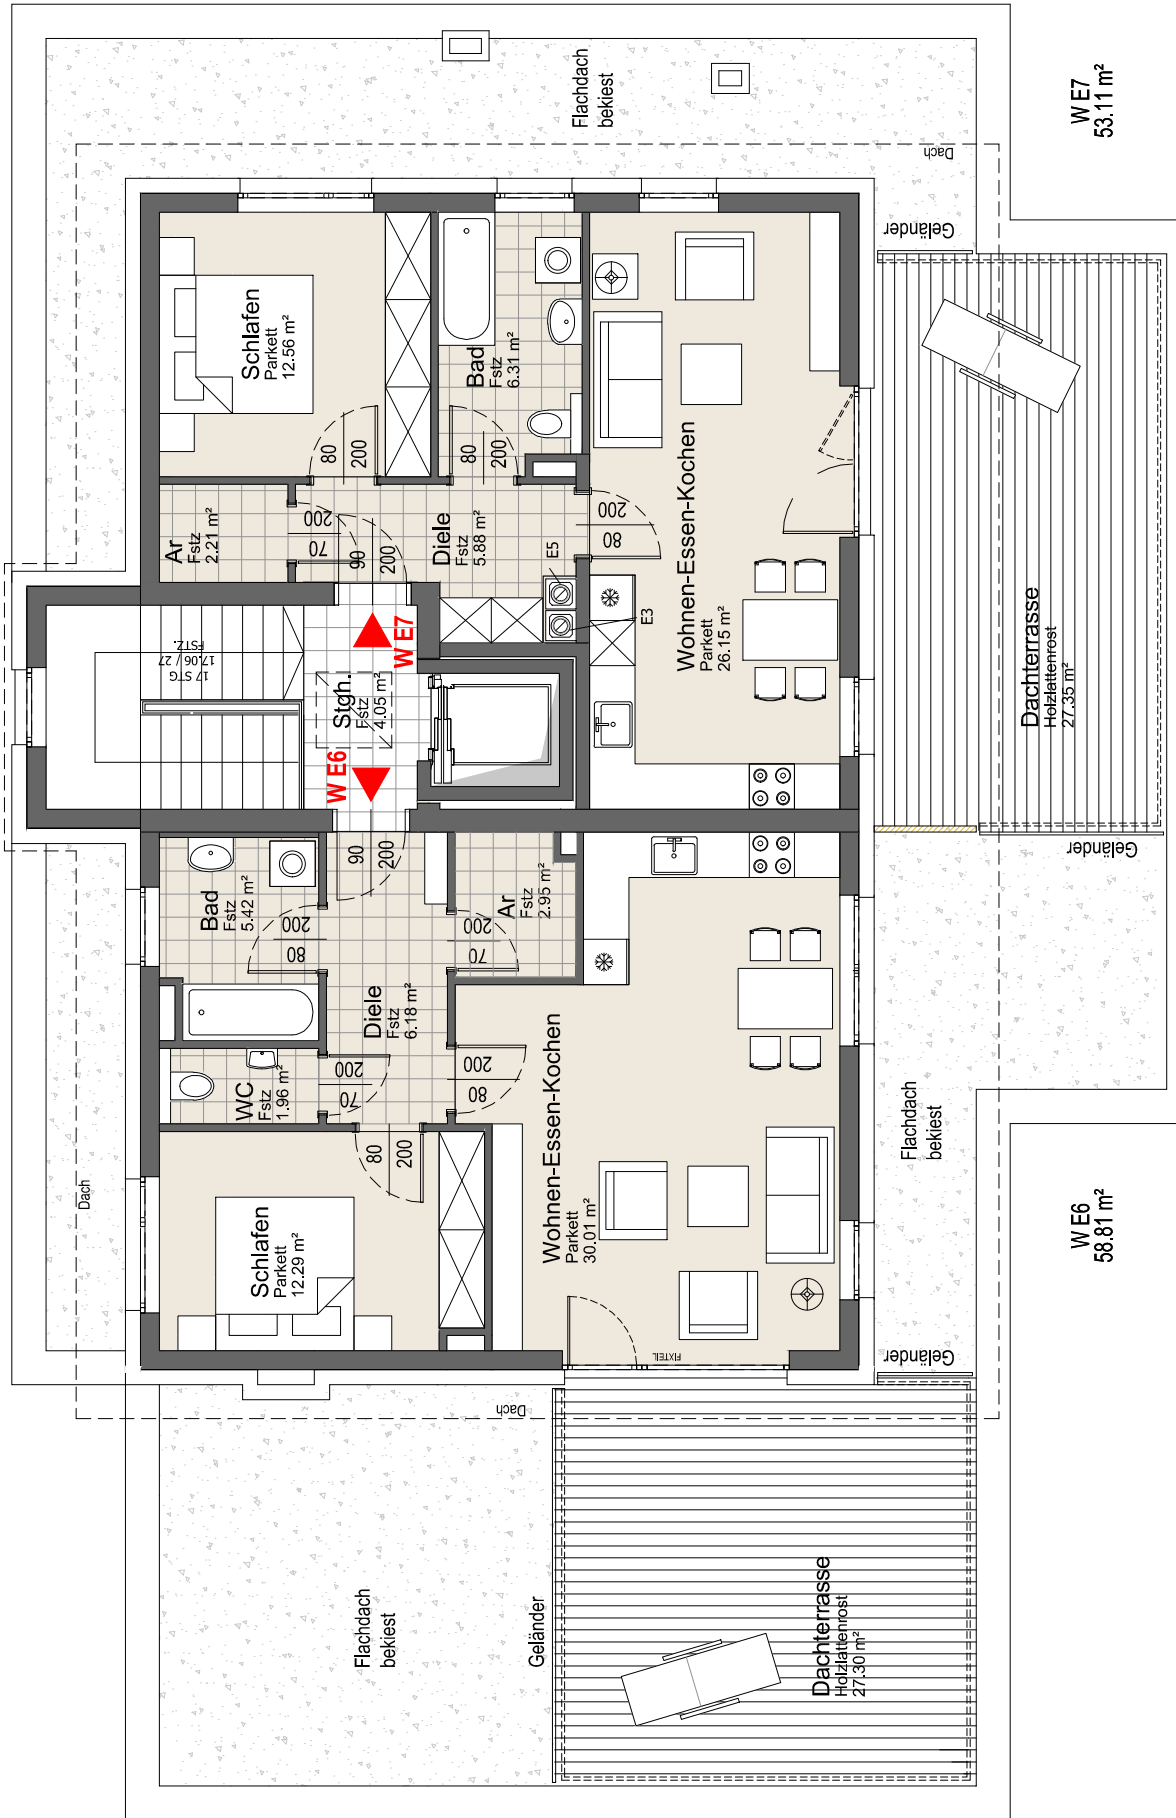 W E7
53.11 m²
Flachdach
bekiest
Dach
Geländer
Schlafen
Parkett
12.56 m²
80
200
Bad
Fstz
6.31 m²
80
200
Ar
Fstz
2.21 m²
200
70
90
200
Diele
Fstz
5.88 m²
E5
E3
200
80
Wohnen-Essen-Kochen
Parkett
26.15 m²
Dachterrasse
Holzlattenrost
27.35 m²
Geländer
17 STG
17.06 / 27
FSTZ.
Stgh.
Fstz
4.05 m²
W E7
W E6
90
200
Bad
Fstz
5.42 m²
200
80
Ar
Fstz
2.95 m²
200
70
Diele
Fstz
6.18 m²
WC
Fstz
1.96 m²
200
70
200
80
80
200
Schlafen
Parkett
12.29 m²
Wohnen-Essen-Kochen
Parkett
30.01 m²
FIXTEIL
Dach
Flachdach
bekiest
Geländer
W E6
58.81 m²
Dach
Flachdach
bekiest
Geländer
Dachterrasse
Holzlattenrost
27.30 m²